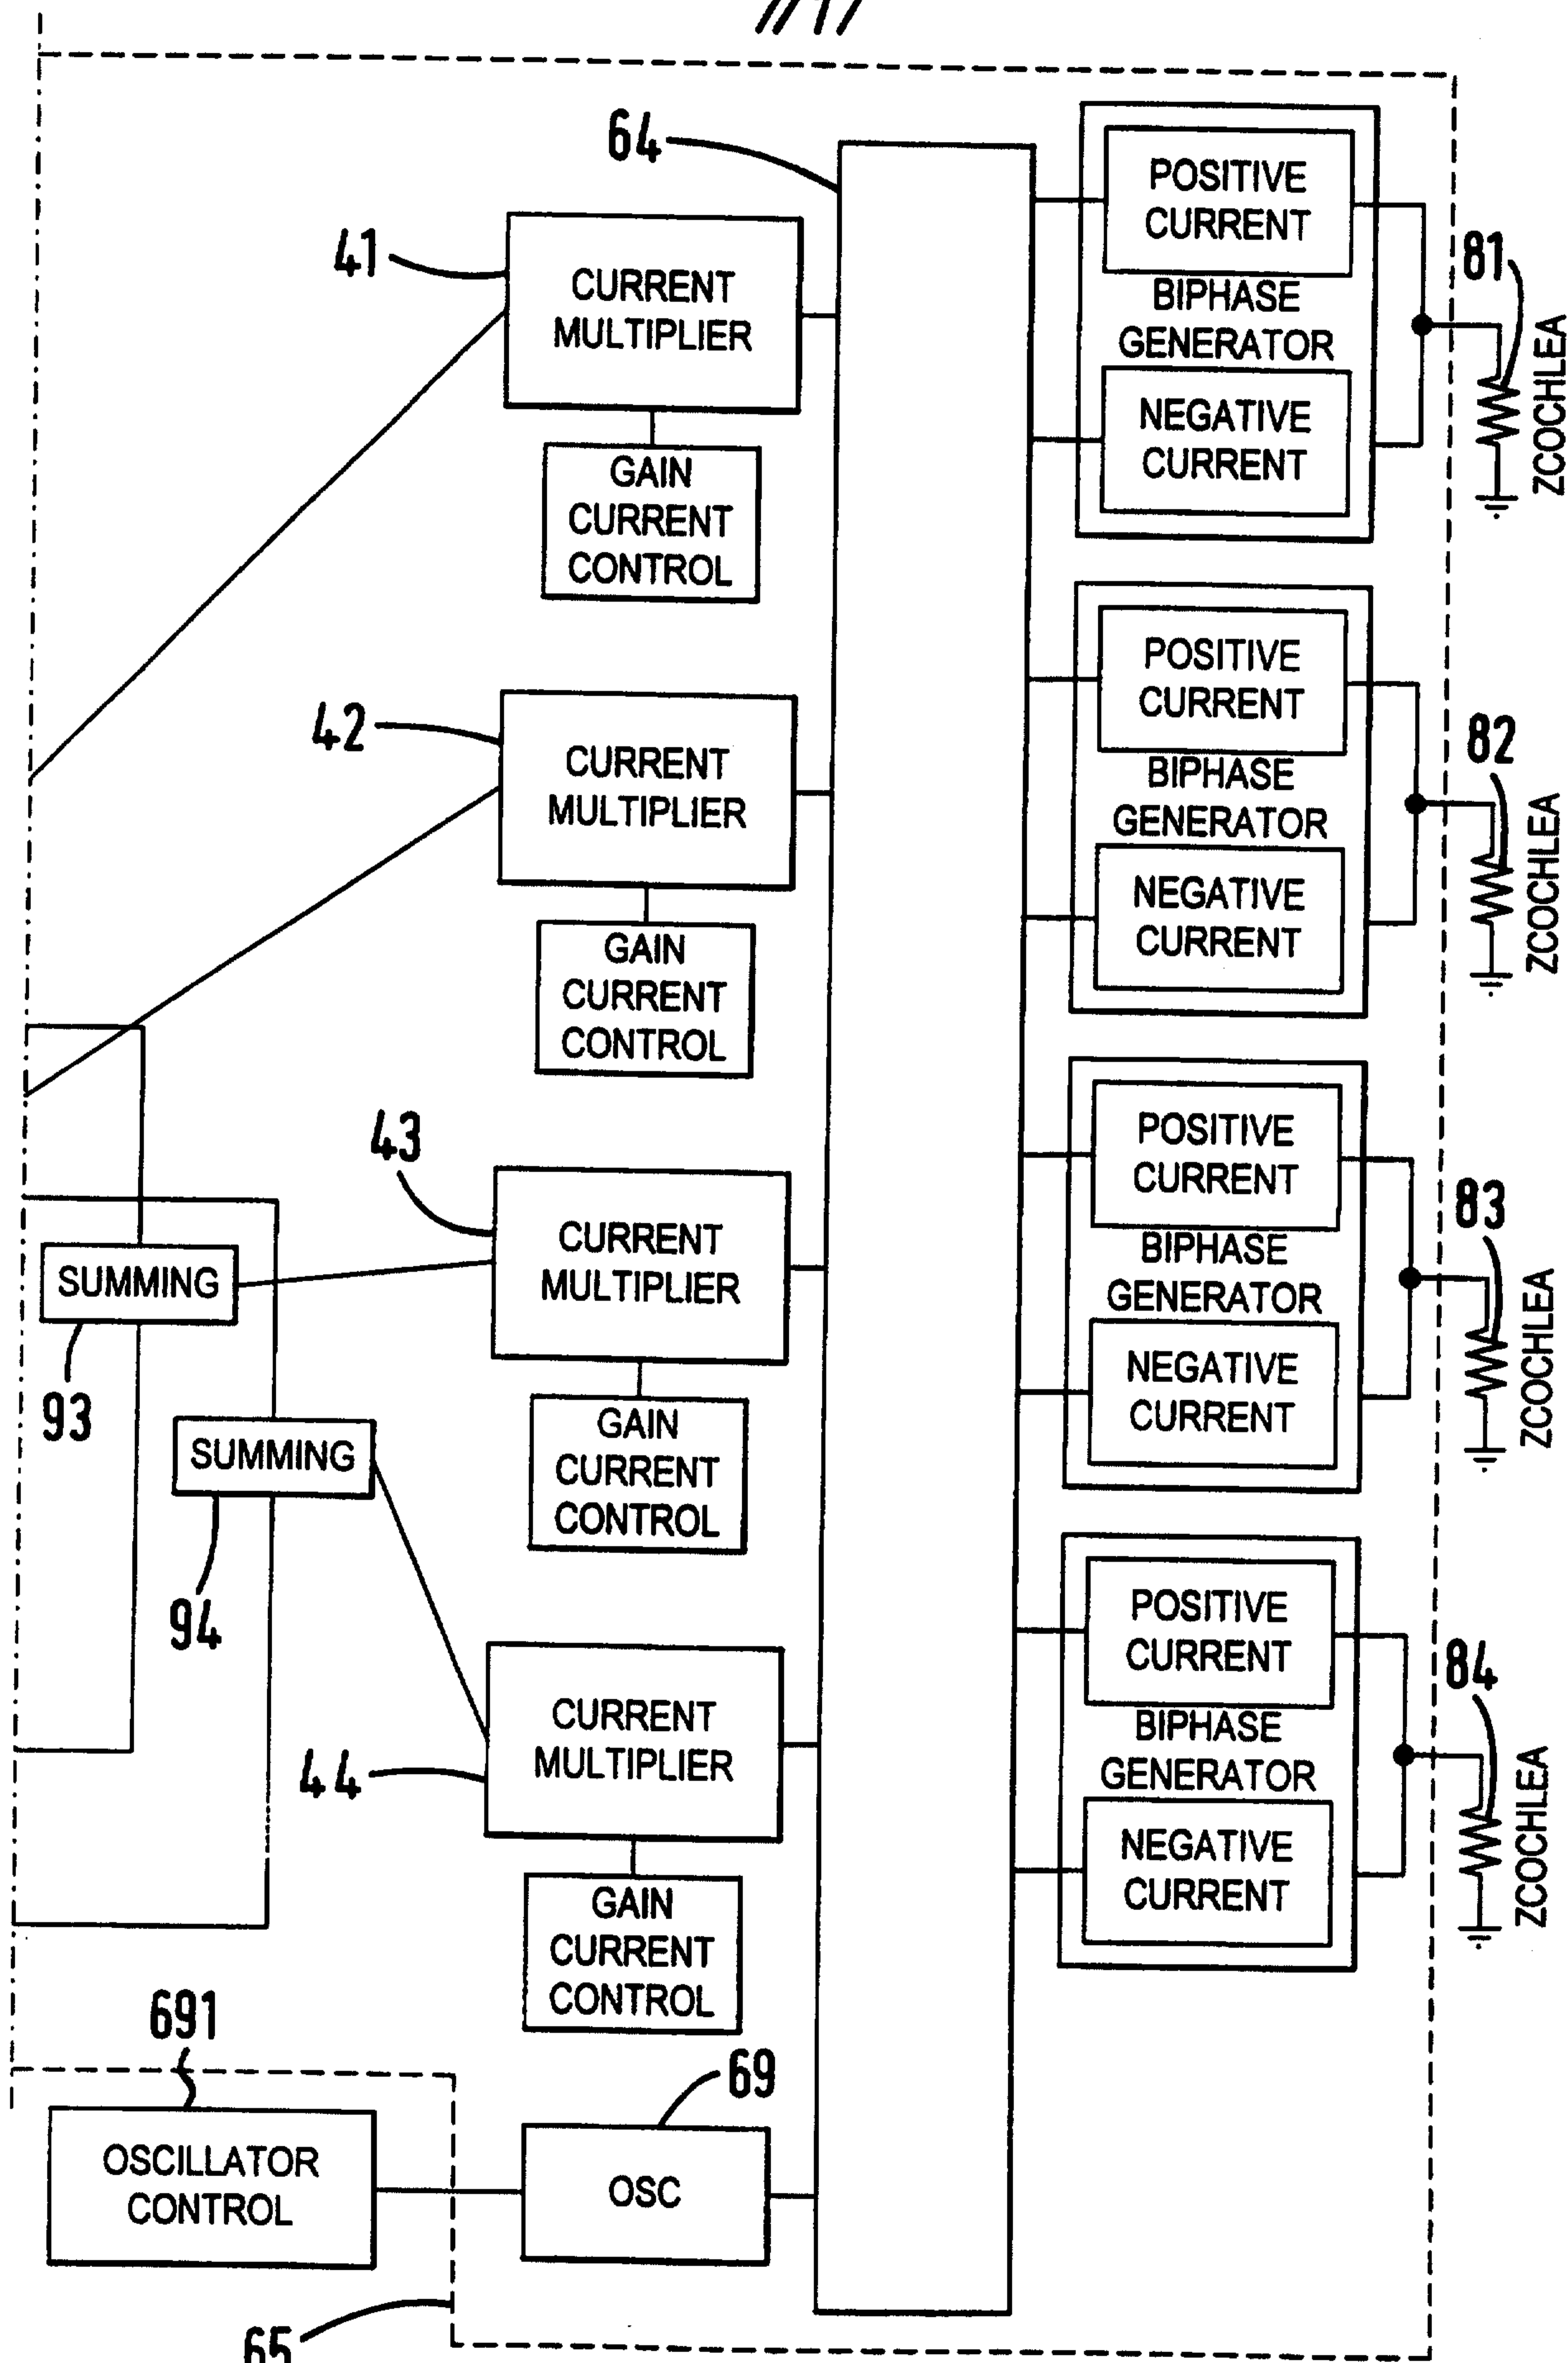 64
POSITIVE
CURRENT
BIPHASE
GENERATOR
NEGATIVE
CURRENT
81
ZCOCHLEA
41
CURRENT
MULTIPLIER
GAIN
CURRENT
CONTROL
42
CURRENT
MULTIPLIER
GAIN
CURRENT
CONTROL
POSITIVE
CURRENT
BIPHASE
GENERATOR
NEGATIVE
CURRENT
82
ZCOCHLEA
43
CURRENT
MULTIPLIER
GAIN
CURRENT
CONTROL
SUMMING
93
SUMMING
94
POSITIVE
CURRENT
BIPHASE
GENERATOR
NEGATIVE
CURRENT
83
ZCOCHLEA
44
CURRENT
MULTIPLIER
GAIN
CURRENT
CONTROL
POSITIVE
CURRENT
BIPHASE
GENERATOR
NEGATIVE
CURRENT
84
ZCOCHLEA
691
OSCILLATOR
CONTROL
69
OSC
65